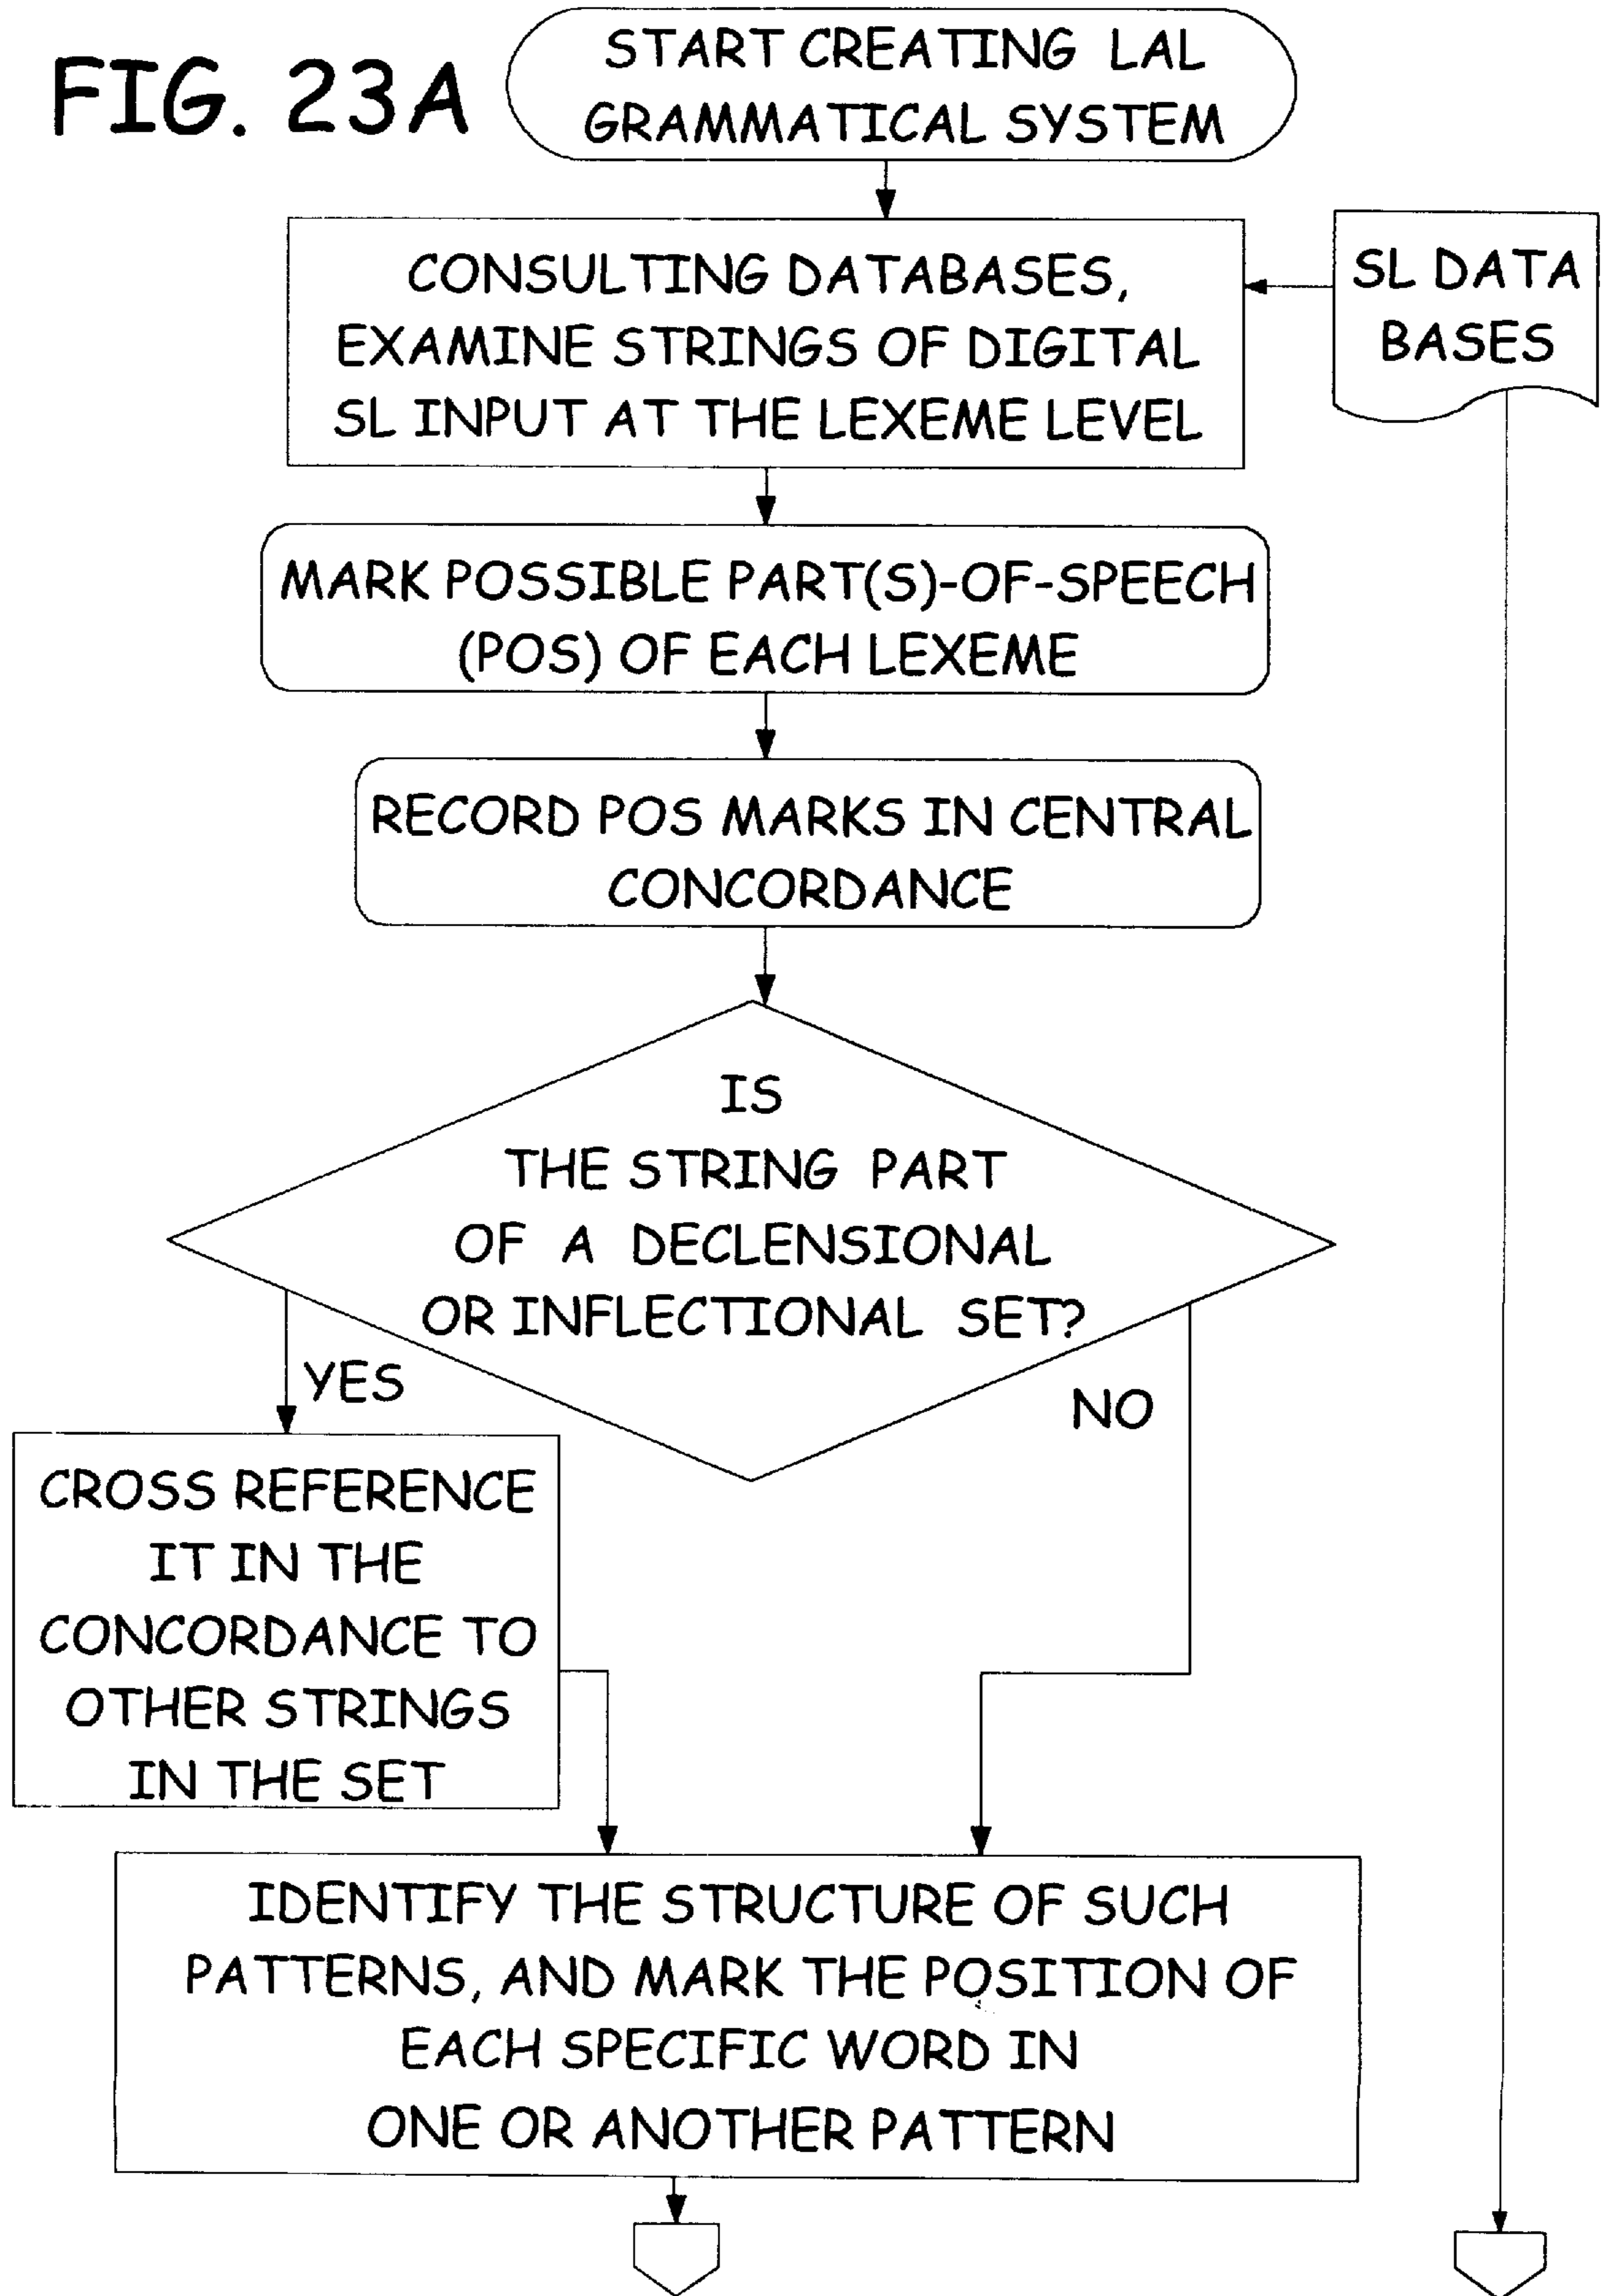 FIG. 23A
START CREATING LAL
GRAMMATICAL SYSTEM
CONSULTING DATABASES,
EXAMINE STRINGS OF DIGITAL
SL INPUT AT THE LEXEME LEVEL
SL DATA
BASES
MARK POSSIBLE PART(S)-OF-SPEECH
(POS) OF EACH LEXEME
RECORD POS MARKS IN CENTRAL
CONCORDANCE
IS
THE STRING PART
OF A DECLENSIONAL
OR INFLECTIONAL SET?
YES
NO
CROSS REFERENCE
IT IN THE
CONCORDANCE TO
OTHER STRINGS
IN THE SET
IDENTIFY THE STRUCTURE OF SUCH
PATTERNS, AND MARK THE POSITION OF
EACH SPECIFIC WORD IN
ONE OR ANOTHER PATTERN